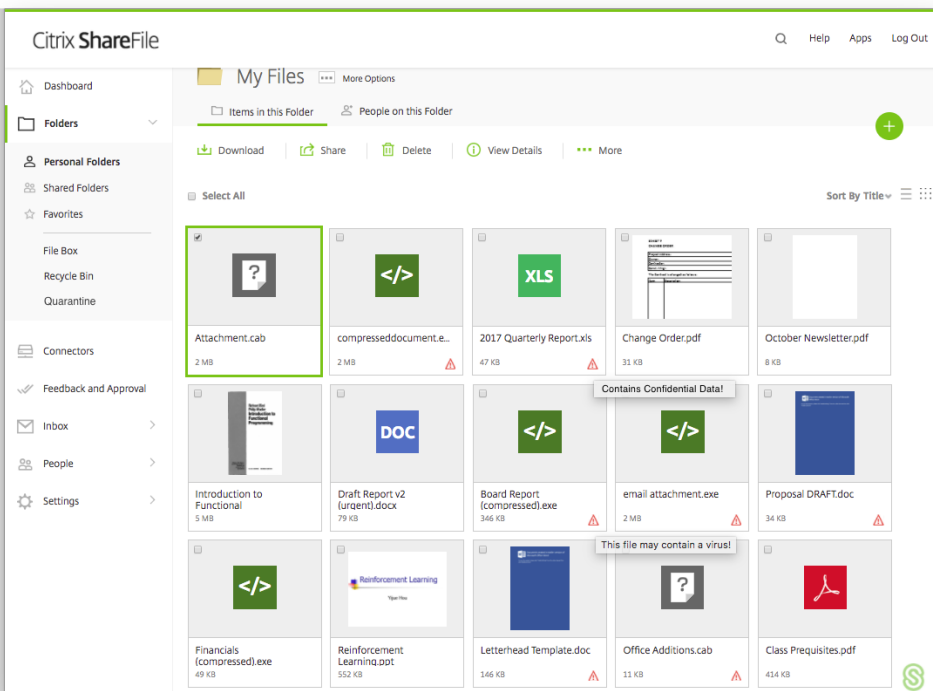 Citrix ShareFile
Help Apps Log Out
Dashboard
Folders
Personal Folders
Shared Folders
Favorites
File Box
Recycle Bin
Quarantine
Connectors
Feedback and Approval
Inbox
People
Settings
My Files ••• More Options
Items in this Folder People on this Folder
+
Download Share Delete View Details ••• More
Select All Sort By Title
? </> XLS
Attachment.cab compresseddocument.e... 2017 Quarterly Report.xls Change Order.pdf October Newsletter.pdf
2 MB 2 MB 47 KB 31 KB 8 KB
Contains Confidential Data!
Introduction to
Functional
Programming
DOC </> </>
Introduction to Draft Report v2 Board Report email attachment.exe Proposal DRAFT.doc
Functional (urgent).docx (compressed).exe
5 MB 79 KB 346 KB 2 MB 34 KB
This file may contain a virus!
</> Reinforcement Learning ?
Financials Reinforcement Letterhead Template.doc Office Additions.cab Class Prequisites.pdf
(compressed).exe Learning.ppt
49 KB 552 KB 146 KB 11 KB 414 KB